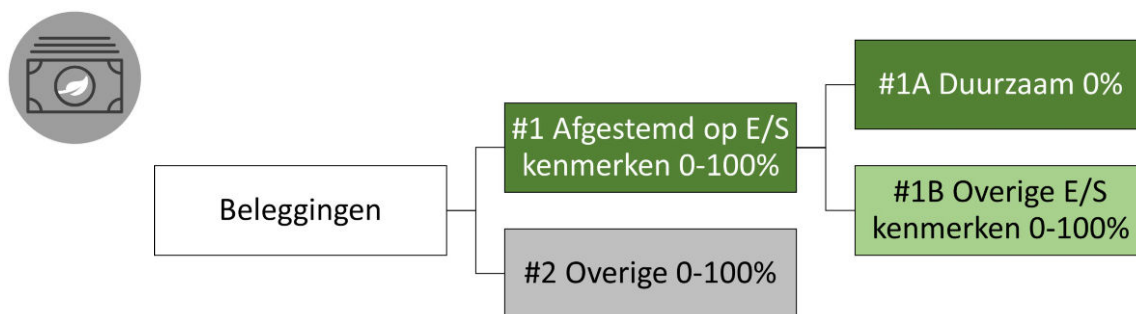 Beleggingen
#1 Afgestemd op E/S
kenmerken 0-100%
#2 Overige 0-100%
#1A Duurzaam 0%
#1B Overige E/S
kenmerken 0-100%